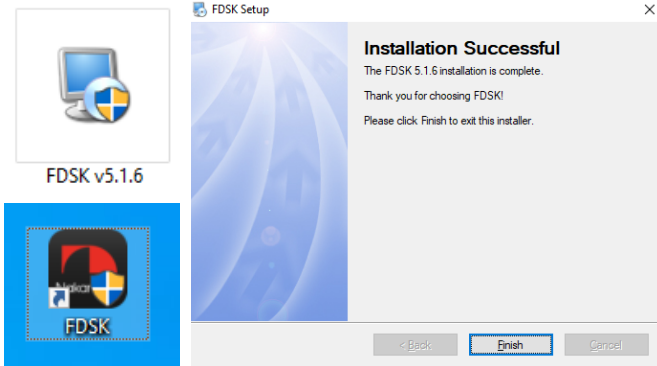 FDSK v5.1.6
FDSK
FDSK Setup
Installation Successful
The FDSK 5.1.6 installation is complete.
Thank you for choosing FDSK!
Please click Finish to exit this installer.
< Back
Finish
Cancel